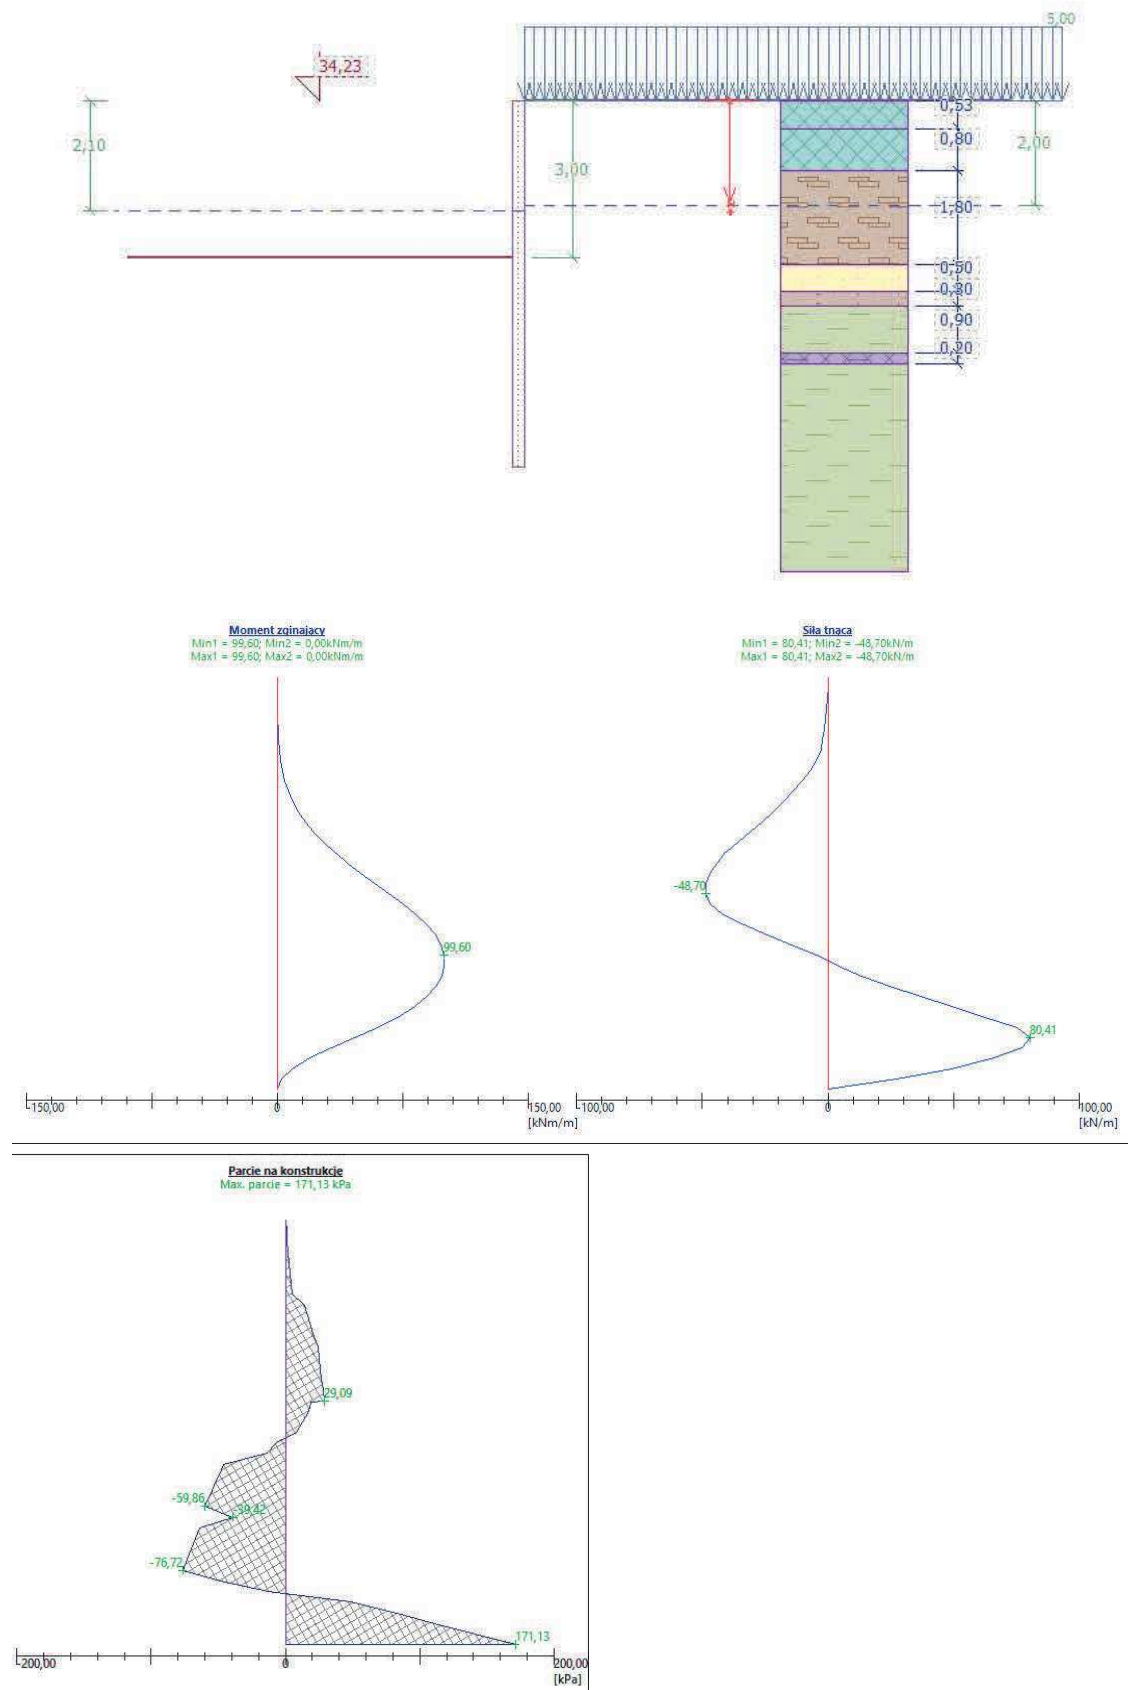 5,00
34,23
0,53
2,10
0,80
2,00
3,00
1,80
0,50
0,30
0,90
0,20
Moment zginający
Min1 = 99,60; Min2 = 0,00kNm/m
Max1 = 99,60; Max2 = 0,00kNm/m
Siła tnąca
Min1 = 80,41; Min2 = -48,70kN/m
Max1 = 80,41; Max2 = -48,70kN/m
-48,70
99,60
80,41
-150,00
0
150,00
[kNm/m]
-100,00
0
100,00
[kN/m]
Parcie na konstrukcję
Max. parcie = 171,13 kPa
29,09
-59,86
-39,42
-76,72
171,13
-200,00
0
200,00
[kPa]